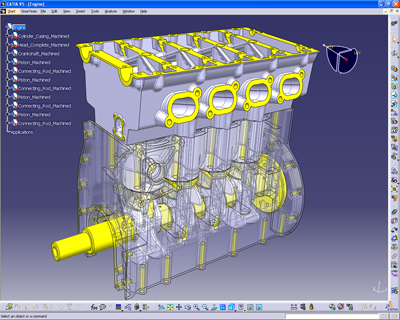 CATIA V5 - [Engine]
Start SmarTeam File Edit View Insert Tools Analyze Window Help
Engine
Cylinder_Casing_Machined
Head_Complete_Machined
Crankshaft_Machined
Piston_Machined
Connecting_Rod_Machined
Piston_Machined
Connecting_Rod_Machined
Piston_Machined
Connecting_Rod_Machined
Piston_Machined
Connecting_Rod_Machined
Applications
Select an object or a command